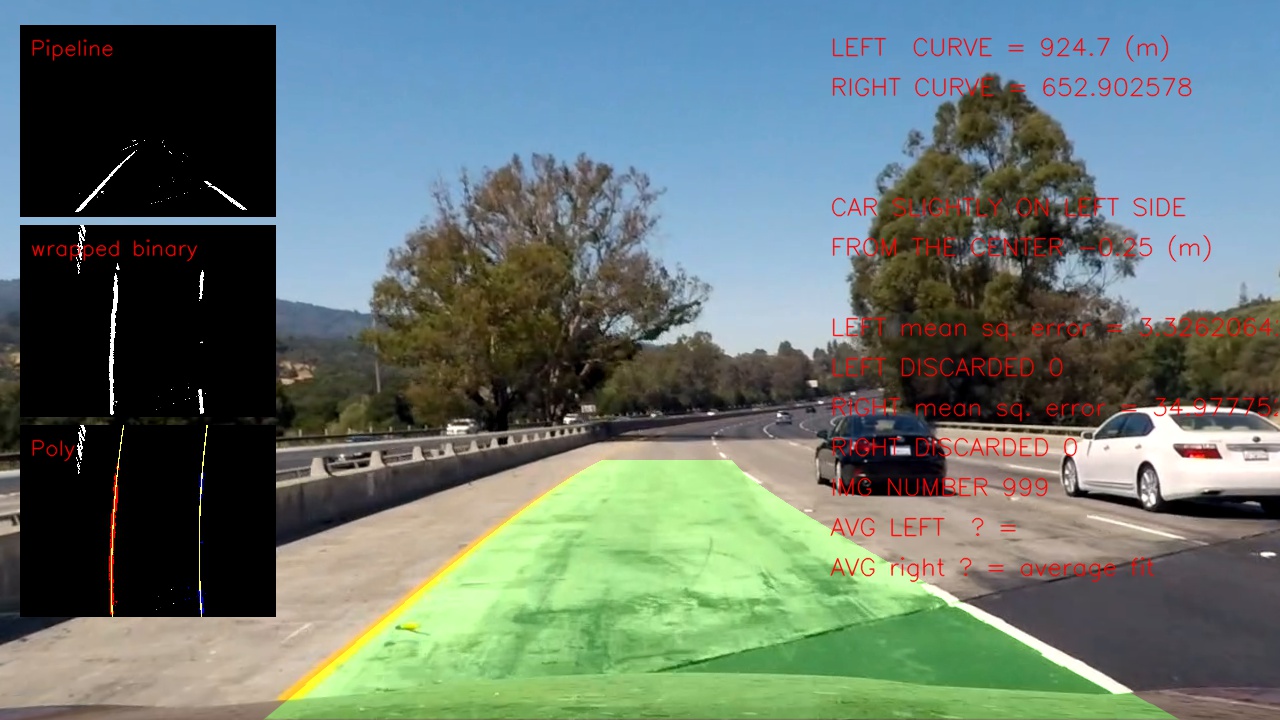 Pipeline
wrapped binary
Poly
LEFT CURVE = 924.7 (m)
RIGHT CURVE = 652.902578
CAR SLIGHTLY ON LEFT SIDE
FROM THE CENTER -0.25 (m)
LEFT mean sq. error = 3.3262064
LEFT DISCARDED 0
RIGHT mean sq. error = 34.977754
RIGHT DISCARDED 0
IMG NUMBER 999
AVG LEFT ? =
AVG right ? = average fit